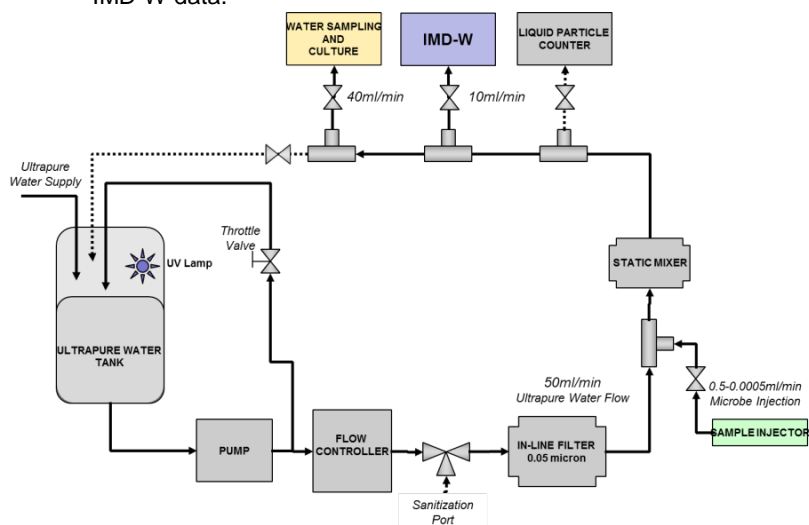 IMD-W data.
WATER SAMPLING
AND
CULTURE
IMD-W
LIQUID PARTICLE
COUNTER
40ml/min
10ml/min
Ultrapure
Water Supply
Throttle
Valve
UV Lamp
STATIC MIXER
ULTRAPURE WATER
TANK
50ml/min
Ultrapure Water Flow
0.5-0.0005ml/min
Microbe Injection
PUMP
FLOW
CONTROLLER
IN-LINE FILTER
0.05 micron
SAMPLE INJECTOR
Sanitization
Port